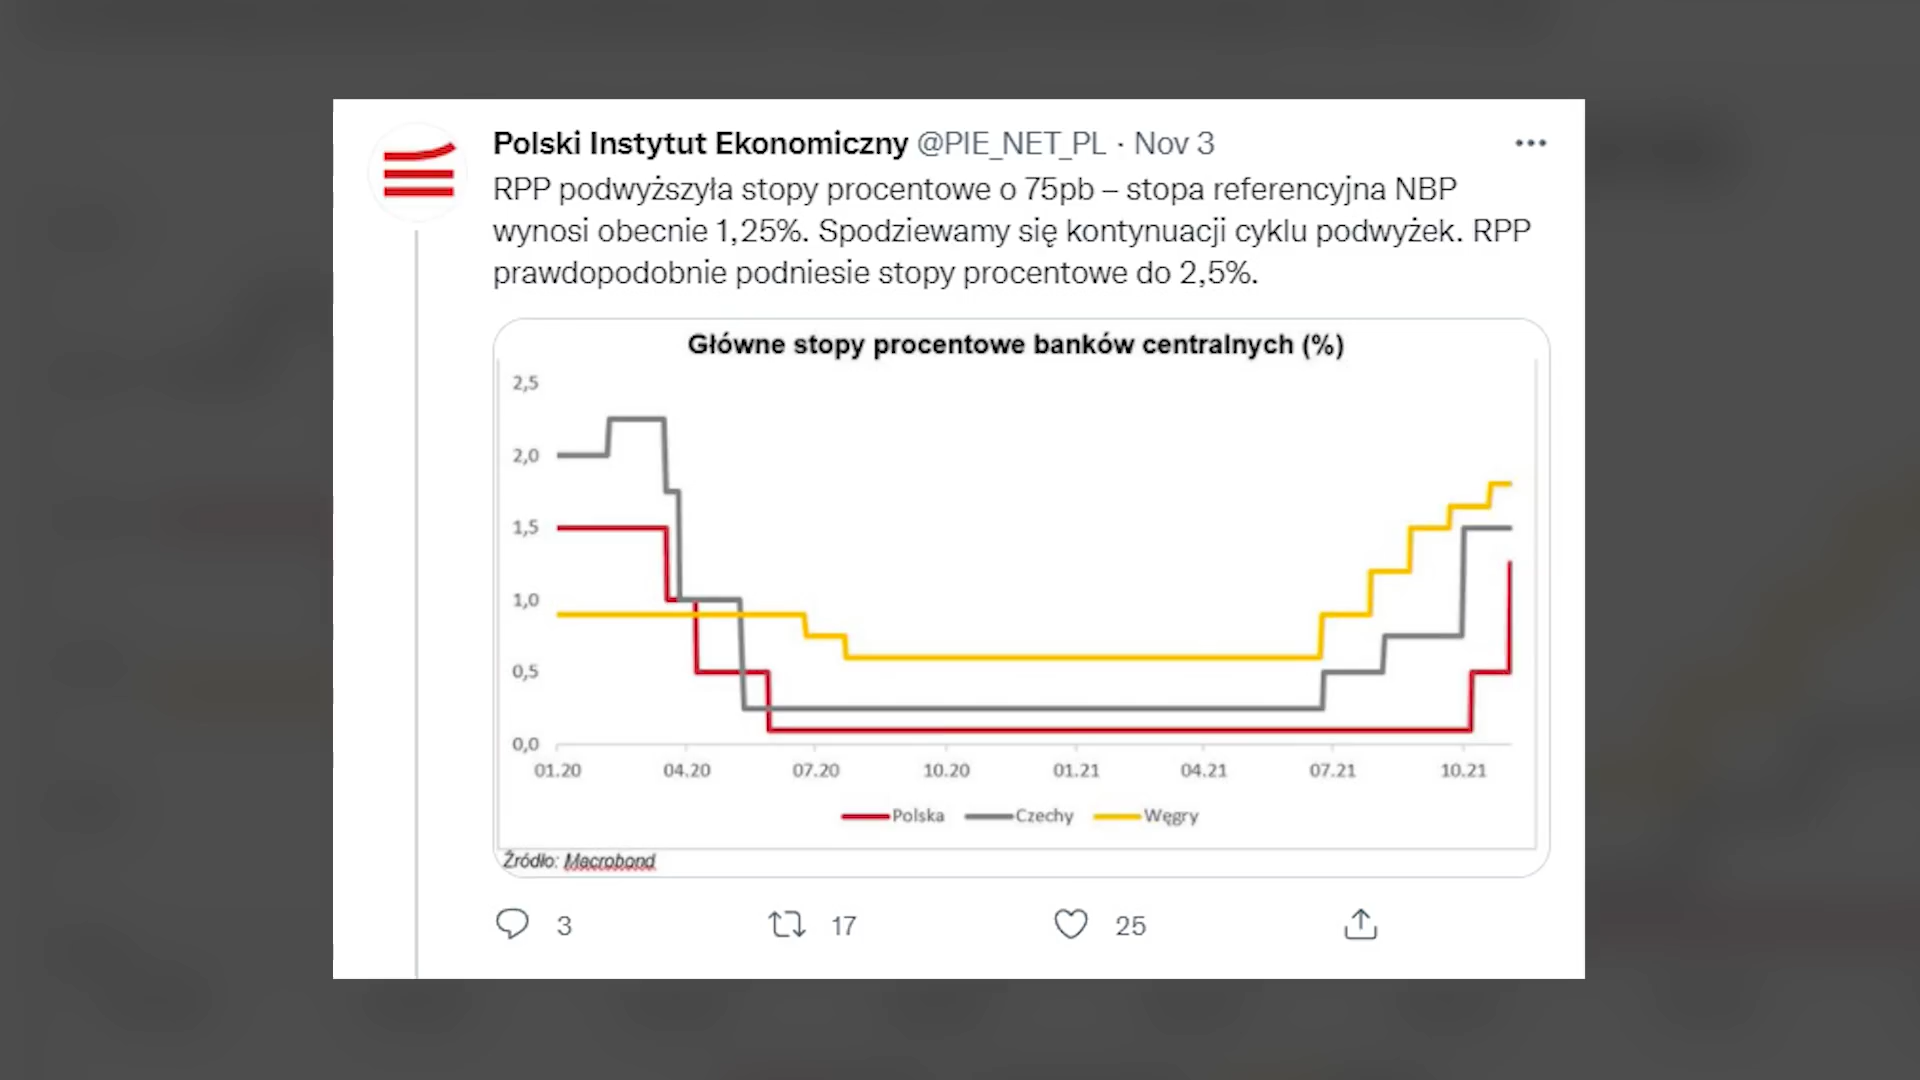 Polski Instytut Ekonomiczny @PIE_NET_PL · Nov 3
RPP podwyższyła stopy procentowe o 75pb – stopa referencyjna NBP
wynosi obecnie 1,25%. Spodziewamy się kontynuacji cyklu podwyżek. RPP
prawdopodobnie podniesie stopy procentowe do 2,5%.
Główne stopy procentowe banków centralnych (%)
2,5
2,0
1,5
1,0
0,5
0,0
01.20 04.20 07.20 10.20 01.21 04.21 07.21 10.21
Polska Czechy Węgry
Źródło: Macrobond
3 17 25